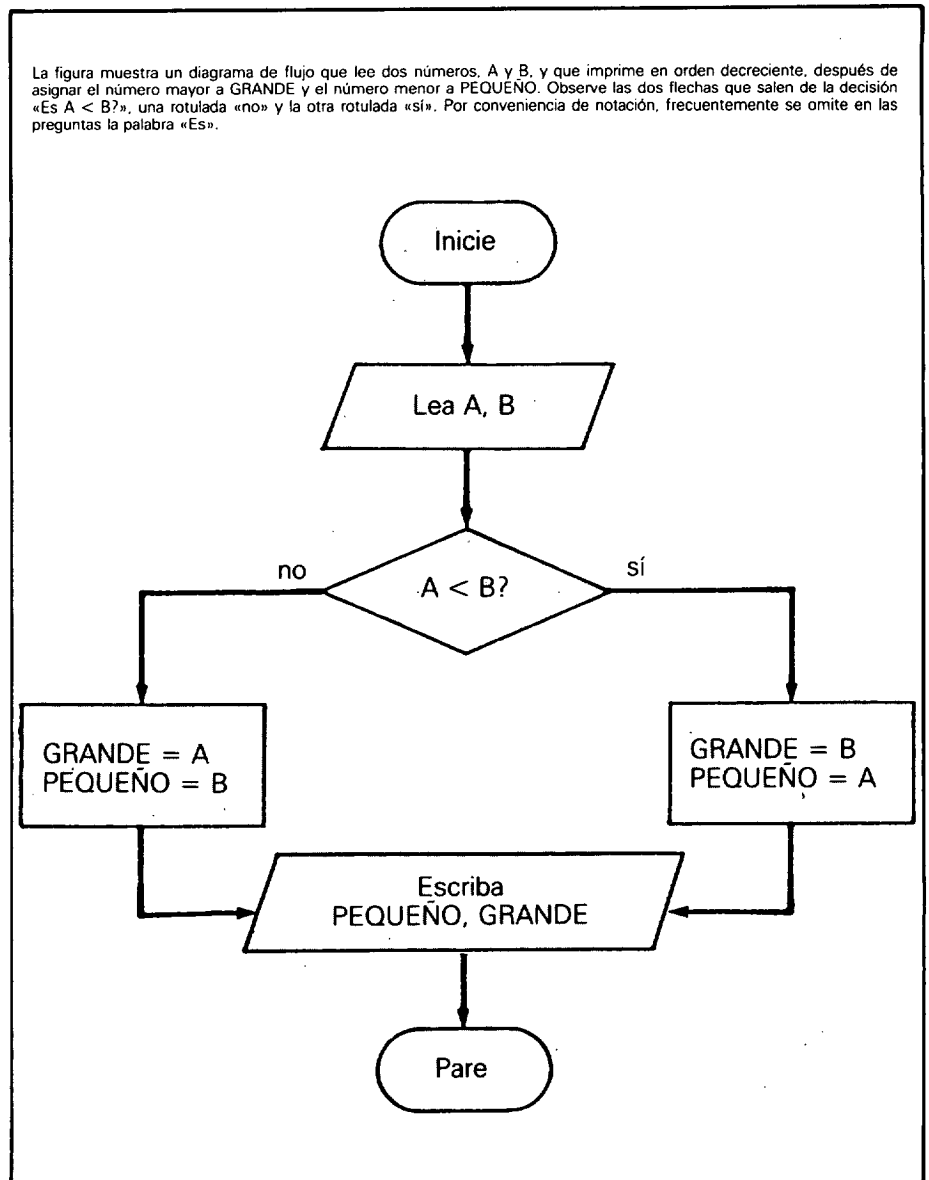 La figura muestra un diagrama de flujo que lee dos números, A y B, y que imprime en orden decreciente, después de
asignar el número mayor a GRANDE y el número menor a PEQUEÑO. Observe las dos flechas que salen de la decisión
«Es A < B?», una rotulada «no» y la otra rotulada «sí». Por conveniencia de notación, frecuentemente se omite en las
preguntas la palabra «Es».
Inicie
Lea A, B
no
A < B?
sí
GRANDE = A
PEQUEÑO = B
GRANDE = B
PEQUEÑO = A
Escriba
PEQUEÑO, GRANDE
Pare